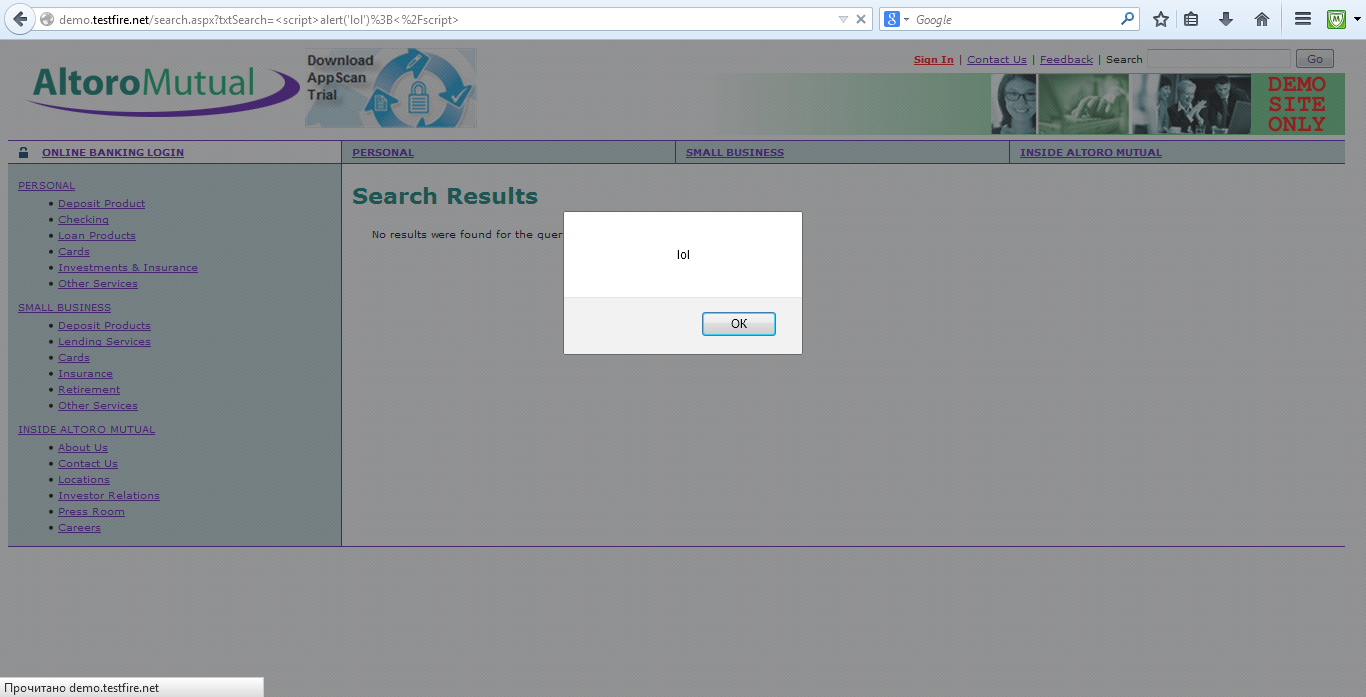 demo.testfire.net/search.aspx?txtSearch=<script>alert('lol')%3B<%2Fscript>
Google
AltoroMutual
Download
AppScan
Trial
Sign In | Contact Us | Feedback | Search Go
DEMO
SITE
ONLY
ONLINE BANKING LOGIN
PERSONAL
SMALL BUSINESS
INSIDE ALTORO MUTUAL
PERSONAL
Deposit Product
Checking
Loan Products
Cards
Investments & Insurance
Other Services
SMALL BUSINESS
Deposit Products
Lending Services
Cards
Insurance
Retirement
Other Services
INSIDE ALTORO MUTUAL
About Us
Contact Us
Locations
Investor Relations
Press Room
Careers
Search Results
No results were found for the quer
lol
OK
Прочитано demo.testfire.net